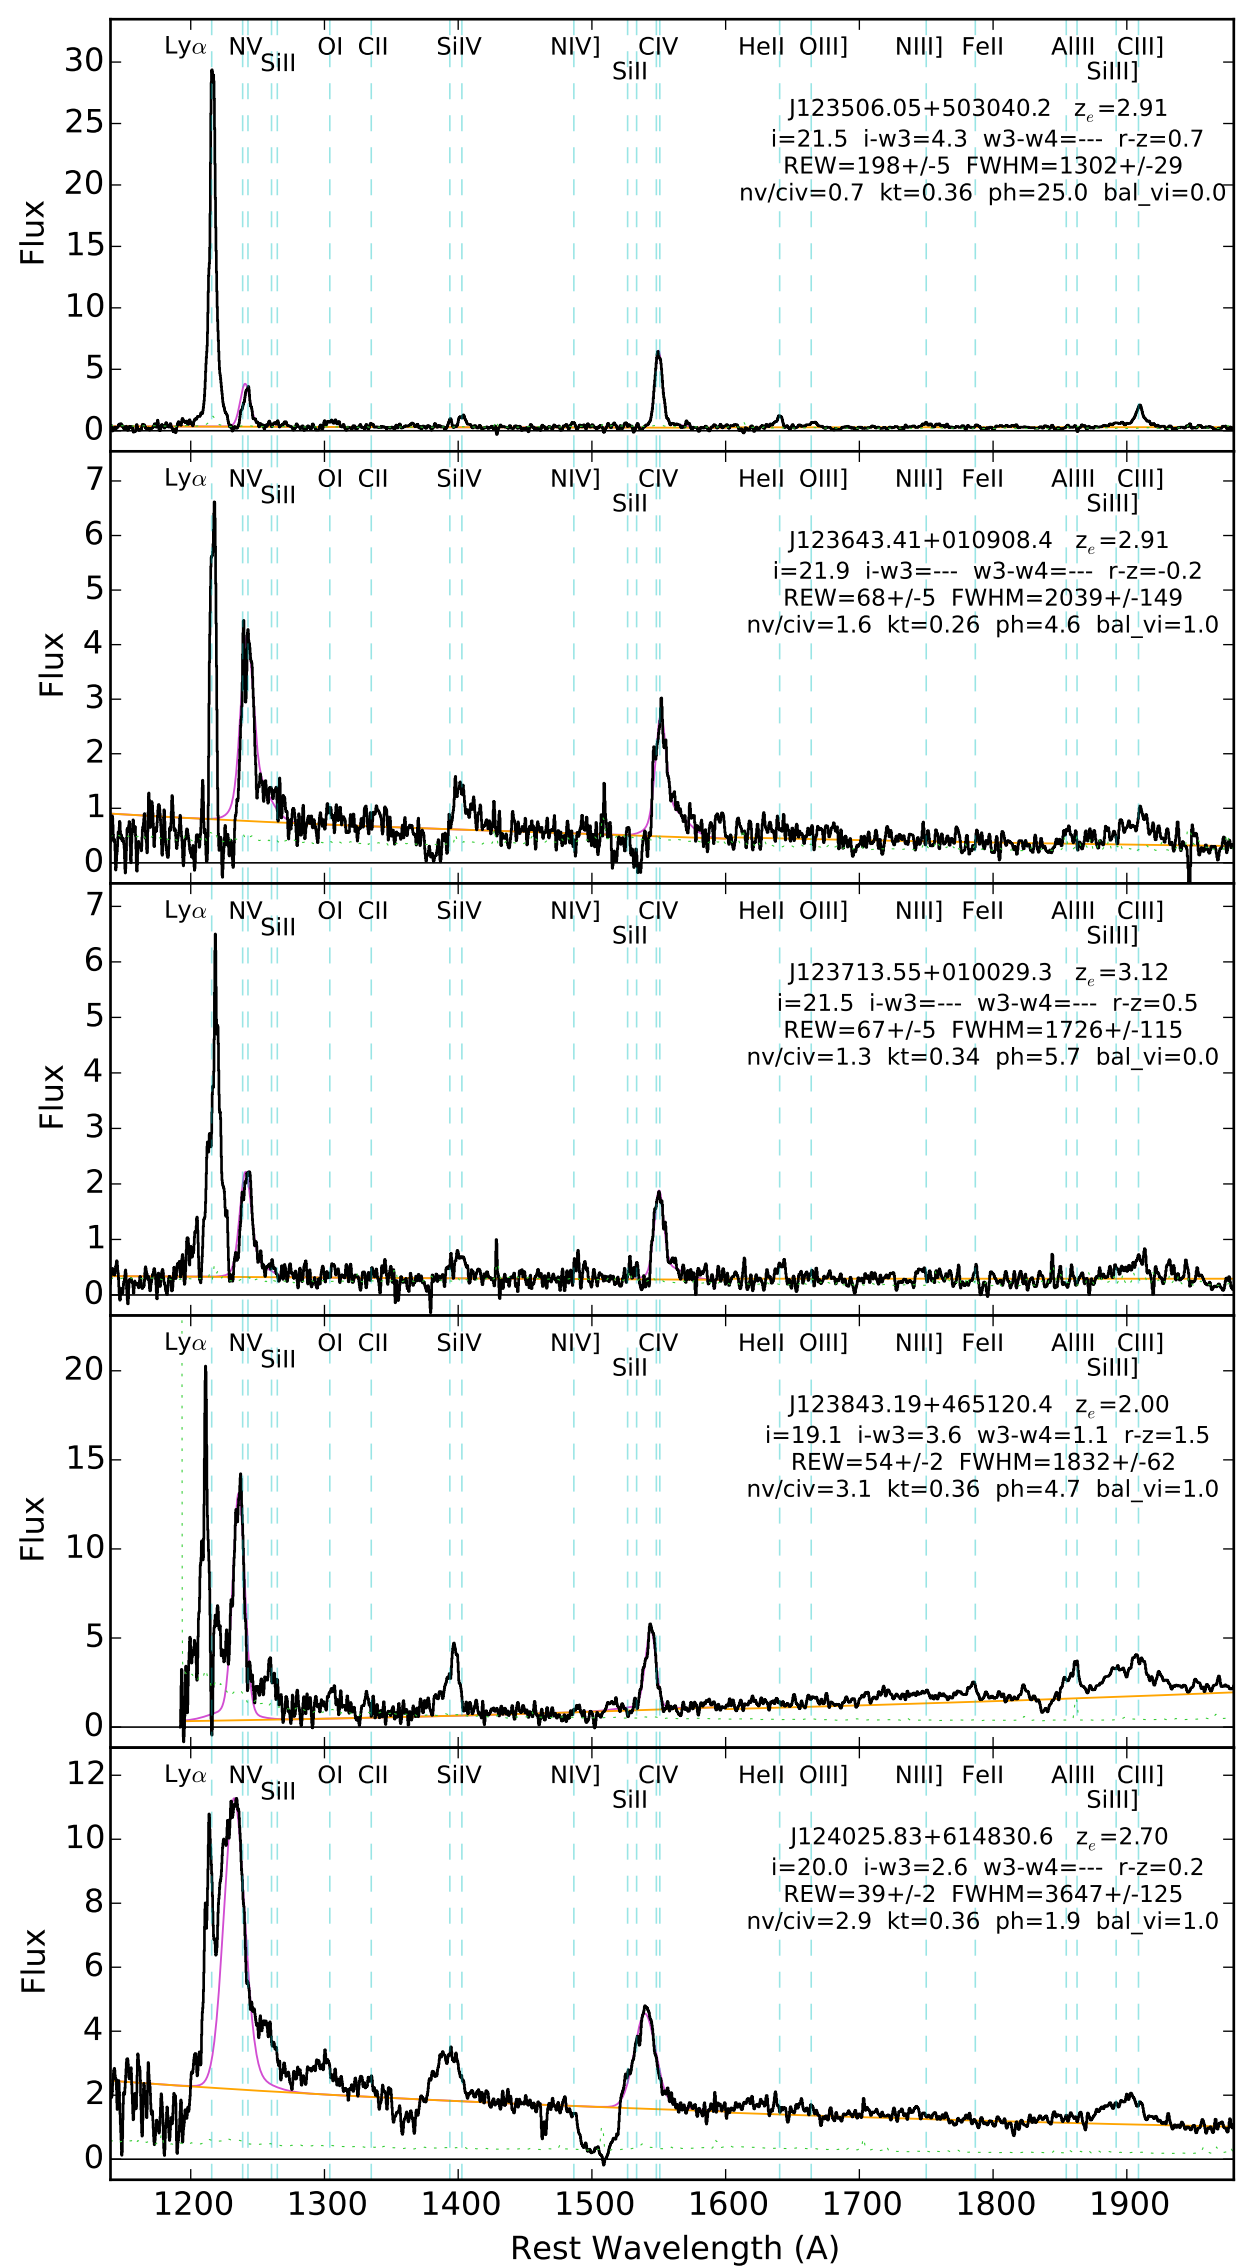 Lyα NV OI CII SiIV NIV] CIV HeII OIII] NIII] FeII AlIII CIII]
SiII SiII SiIII]
J123506.05+503040.2 z_e=2.91
i=21.5 i-w3=4.3 w3-w4=--- r-z=0.7
REW=198+/-5 FWHM=1302+/-29
nv/civ=0.7 kt=0.36 ph=25.0 bal_vi=0.0
30
25
20
15
10
5
0
Flux
Lyα NV OI CII SiIV NIV] CIV HeII OIII] NIII] FeII AlIII CIII]
SiII SiII SiIII]
J123643.41+010908.4 z_e=2.91
i=21.9 i-w3=--- w3-w4=--- r-z=-0.2
REW=68+/-5 FWHM=2039+/-149
nv/civ=1.6 kt=0.26 ph=4.6 bal_vi=1.0
7
6
5
4
3
2
1
0
Flux
Lyα NV OI CII SiIV NIV] CIV HeII OIII] NIII] FeII AlIII CIII]
SiII SiII SiIII]
J123713.55+010029.3 z_e=3.12
i=21.5 i-w3=--- w3-w4=--- r-z=0.5
REW=67+/-5 FWHM=1726+/-115
nv/civ=1.3 kt=0.34 ph=5.7 bal_vi=0.0
7
6
5
4
3
2
1
0
Flux
Lyα NV OI CII SiIV NIV] CIV HeII OIII] NIII] FeII AlIII CIII]
SiII SiII SiIII]
J123843.19+465120.4 z_e=2.00
i=19.1 i-w3=3.6 w3-w4=1.1 r-z=1.5
REW=54+/-2 FWHM=1832+/-62
nv/civ=3.1 kt=0.36 ph=4.7 bal_vi=1.0
20
15
10
5
0
Flux
Lyα NV OI CII SiIV NIV] CIV HeII OIII] NIII] FeII AlIII CIII]
SiII SiII SiIII]
J124025.83+614830.6 z_e=2.70
i=20.0 i-w3=2.6 w3-w4=--- r-z=0.2
REW=39+/-2 FWHM=3647+/-125
nv/civ=2.9 kt=0.36 ph=1.9 bal_vi=1.0
12
10
8
6
4
2
0
Flux
1200 1300 1400 1500 1600 1700 1800 1900
Rest Wavelength (A)